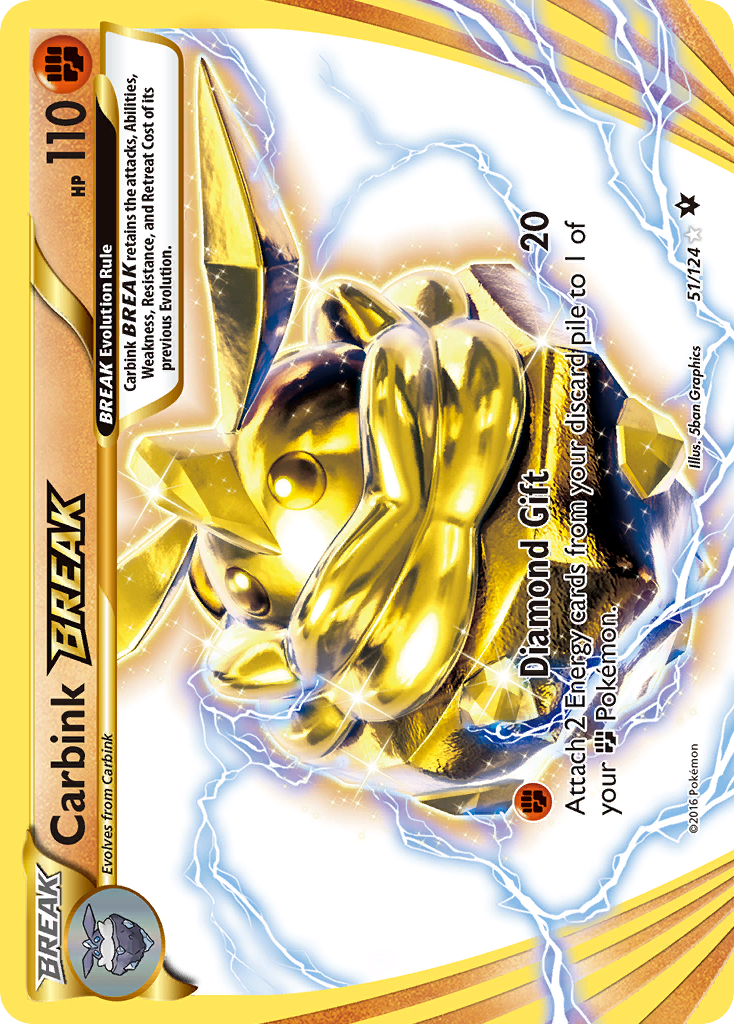 BREAK
Carbink BREAK
HP 110
Evolves from Carbink
BREAK Evolution Rule
Carbink BREAK retains the attacks, Abilities,
Weakness, Resistance, and Retreat Cost of its
previous Evolution.
Diamond Gift 20
Attach 2 Energy cards from your discard pile to 1 of
your Pokémon.
©2016 Pokémon
Illus. 5ban Graphics
51/124